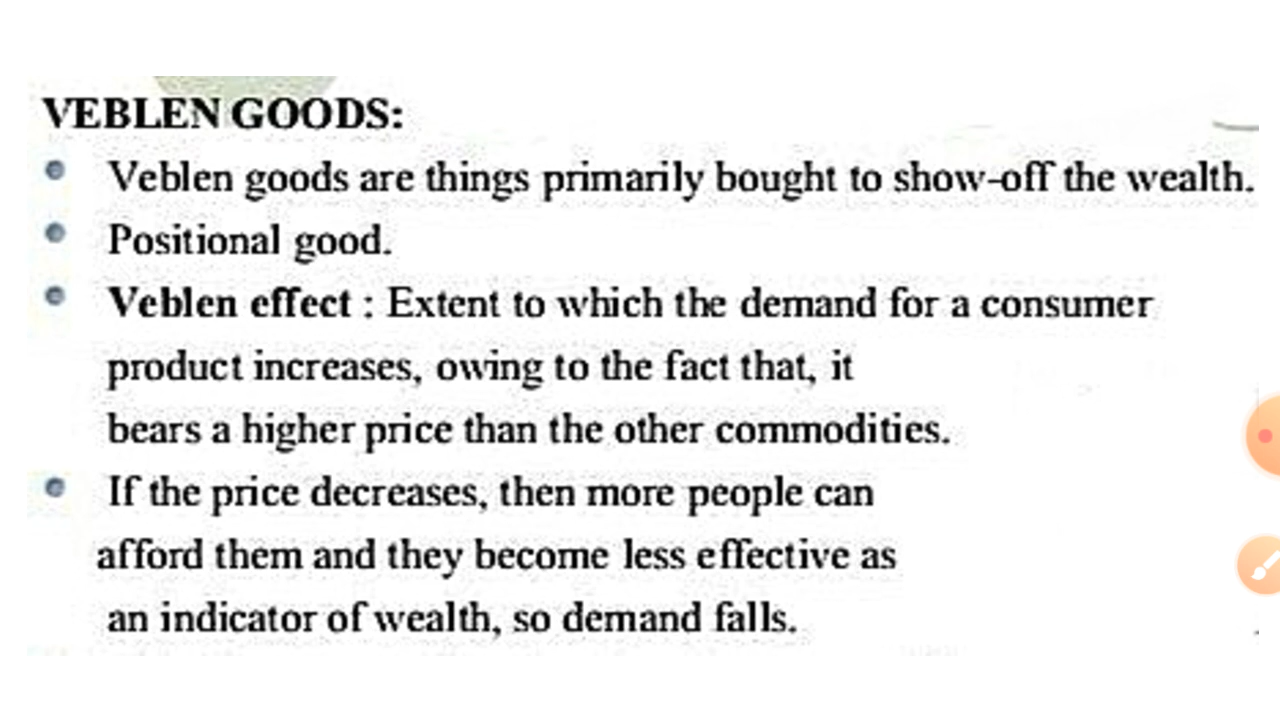 VEBLEN GOODS:
Veblen goods are things primarily bought to show-off the wealth.
Positional good.
Veblen effect : Extent to which the demand for a consumer
product increases, owing to the fact that, it
bears a higher price than the other commodities.
If the price decreases, then more people can
afford them and they become less effective as
an indicator of wealth, so demand falls.